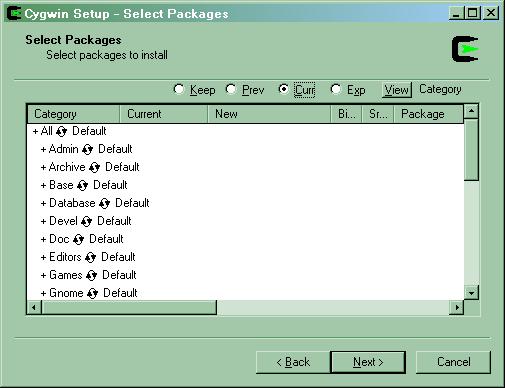 Cygwin Setup - Select Packages
Select Packages
Select packages to install
Keep Prev Curr Exp View Category
Category Current New Bi... Sr... Package
+ All Default
+ Admin Default
+ Archive Default
+ Base Default
+ Database Default
+ Devel Default
+ Doc Default
+ Editors Default
+ Games Default
+ Gnome Default
< Back Next > Cancel